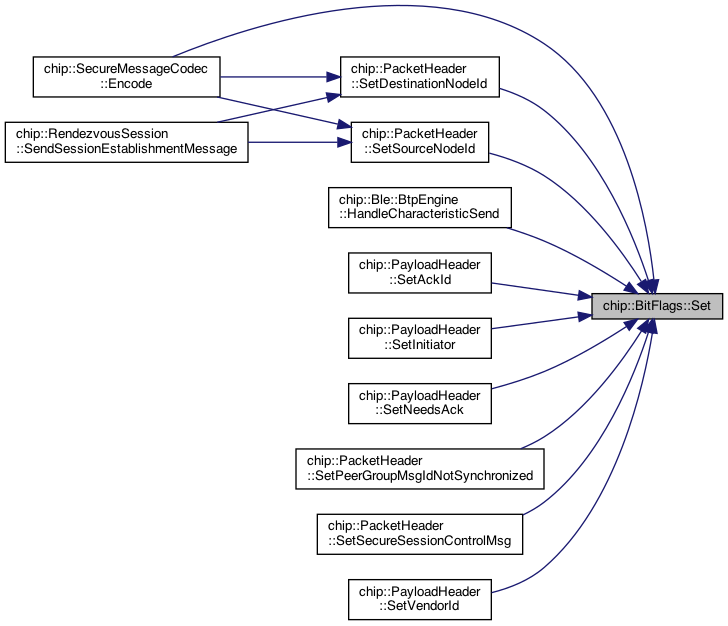 chip::SecureMessageCodec
::Encode
chip::PacketHeader
::SetDestinationNodeId
chip::RendezvousSession
::SendSessionEstablishmentMessage
chip::PacketHeader
::SetSourceNodeId
chip::Ble::BtpEngine
::HandleCharacteristicSend
chip::PayloadHeader
::SetAckId
chip::BitFlags::Set
chip::PayloadHeader
::SetInitiator
chip::PayloadHeader
::SetNeedsAck
chip::PacketHeader
::SetPeerGroupMsgIdNotSynchronized
chip::PacketHeader
::SetSecureSessionControlMsg
chip::PayloadHeader
::SetVendorId